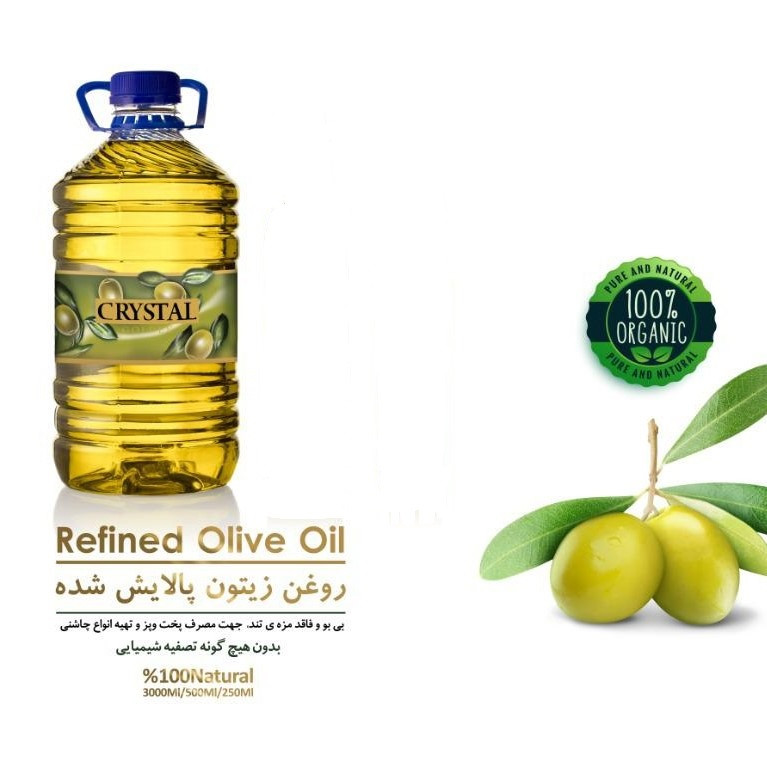 CRYSTAL
PURE AND NATURAL
100%
ORGANIC
PURE AND NATURAL
Refined Olive Oil
روغن زیتون پالایش شده
بی بو و فاقد مزه ی تند، جهت مصرف پخت وپز و تهیه انواع چاشنی
بدون هیچ گونه تصفیه شیمیایی
%100Natural
3000Ml/500Ml/250Ml